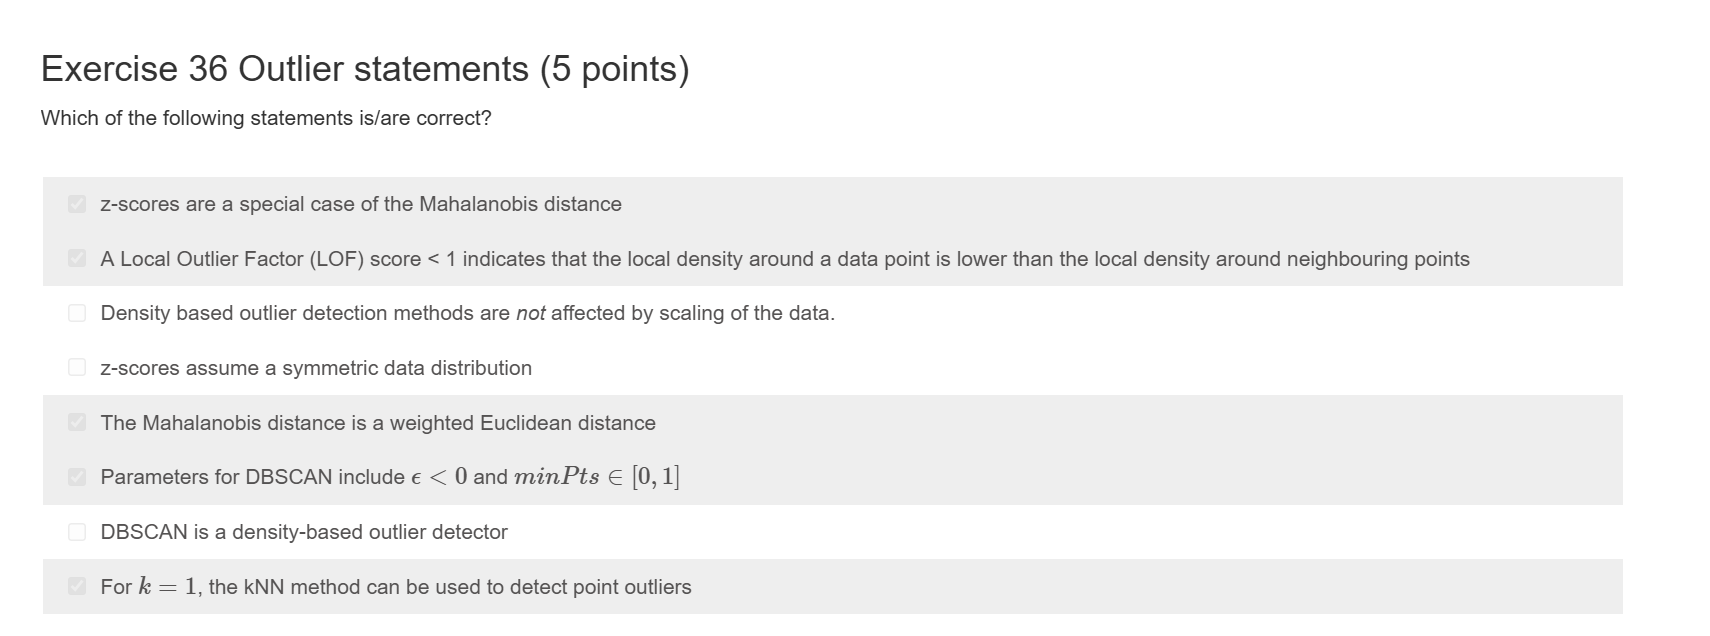 Exercise 36 Outlier statements (5 points)
Which of the following statements is/are correct?
z-scores are a special case of the Mahalanobis distance
A Local Outlier Factor (LOF) score < 1 indicates that the local density around a data point is lower than the local density around neighbouring points
Density based outlier detection methods are not affected by scaling of the data.
z-scores assume a symmetric data distribution
The Mahalanobis distance is a weighted Euclidean distance
Parameters for DBSCAN include ϵ < 0 and minPts ∈ [0, 1]
DBSCAN is a density-based outlier detector
For k = 1, the kNN method can be used to detect point outliers